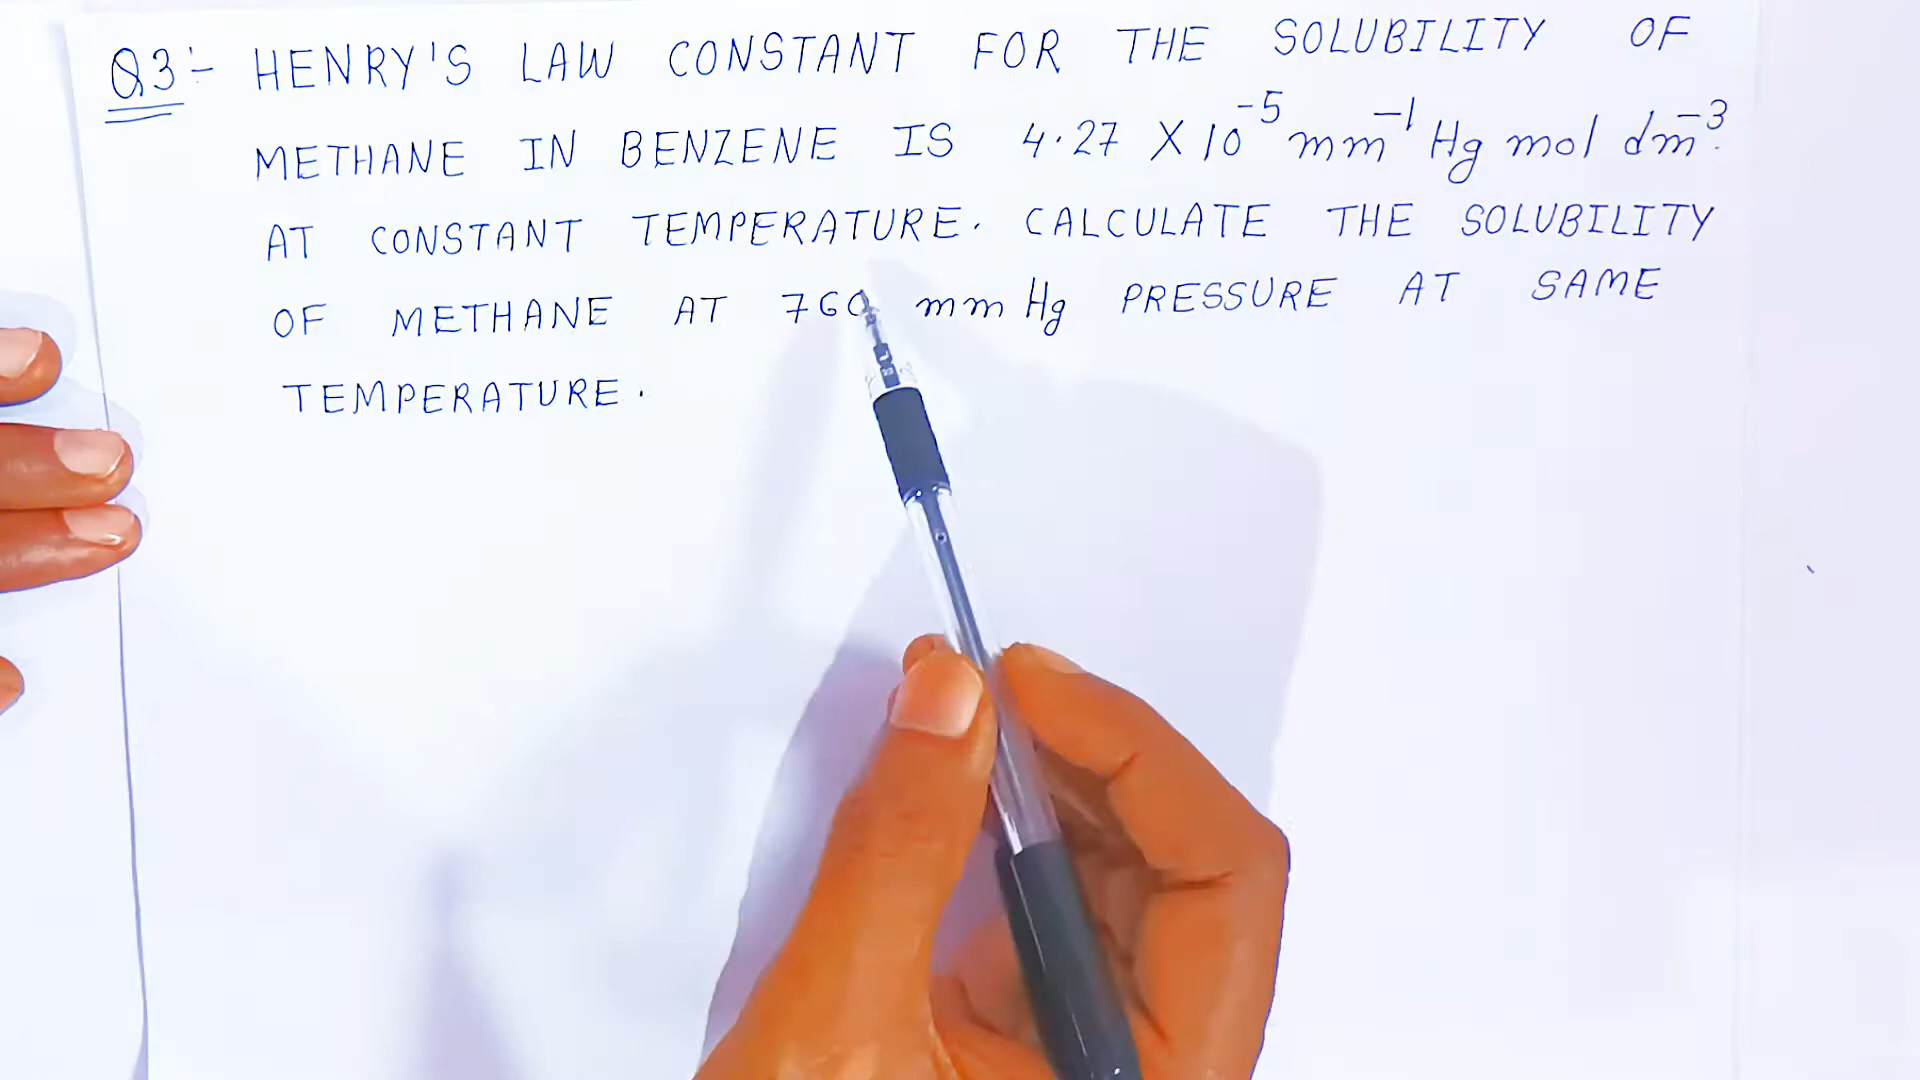 Q3:- HENRY'S LAW CONSTANT FOR THE SOLUBILITY OF
METHANE IN BENZENE IS 4.27 X 10⁻⁵ mm⁻¹ Hg mol dm⁻³.
AT CONSTANT TEMPERATURE. CALCULATE THE SOLUBILITY
OF METHANE AT 760 mm Hg PRESSURE AT SAME
TEMPERATURE.